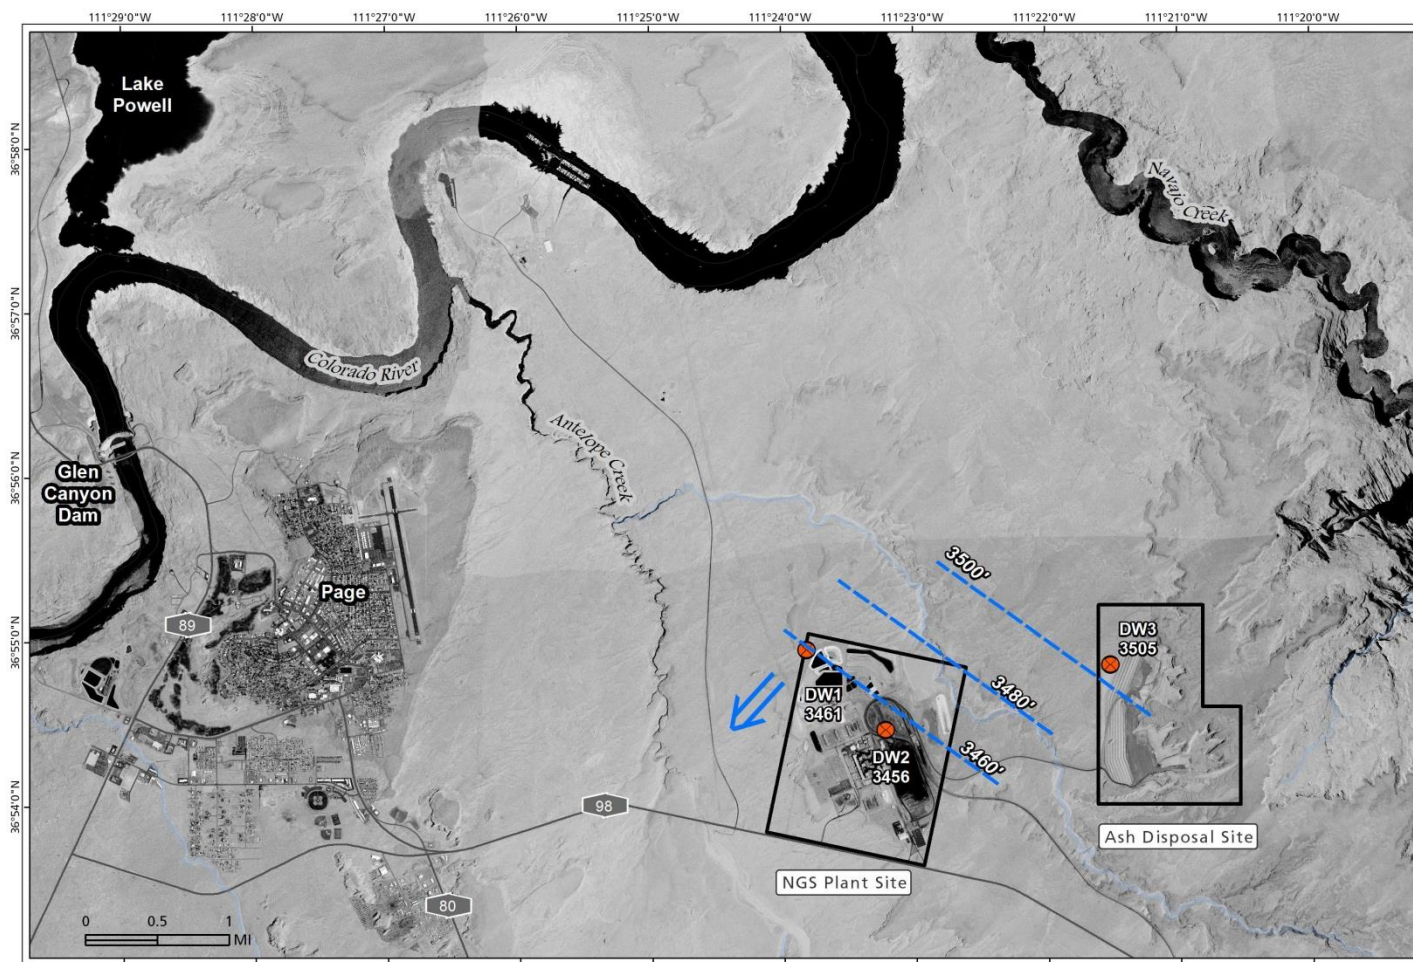 111°29'0"W
111°28'0"W
111°27'0"W
111°26'0"W
111°25'0"W
111°24'0"W
111°23'0"W
111°22'0"W
111°21'0"W
111°20'0"W
36°58'0"N
36°57'0"N
36°56'0"N
36°55'0"N
36°54'0"N
Lake
Powell
Navajo Creek
Colorado River
Antelope Creek
Glen
Canyon
Dam
Page
89
3500'
3480'
3460'
DW3
3505
DW1
3461
DW2
3456
98
80
Ash Disposal Site
NGS Plant Site
0 0.5 1
MI